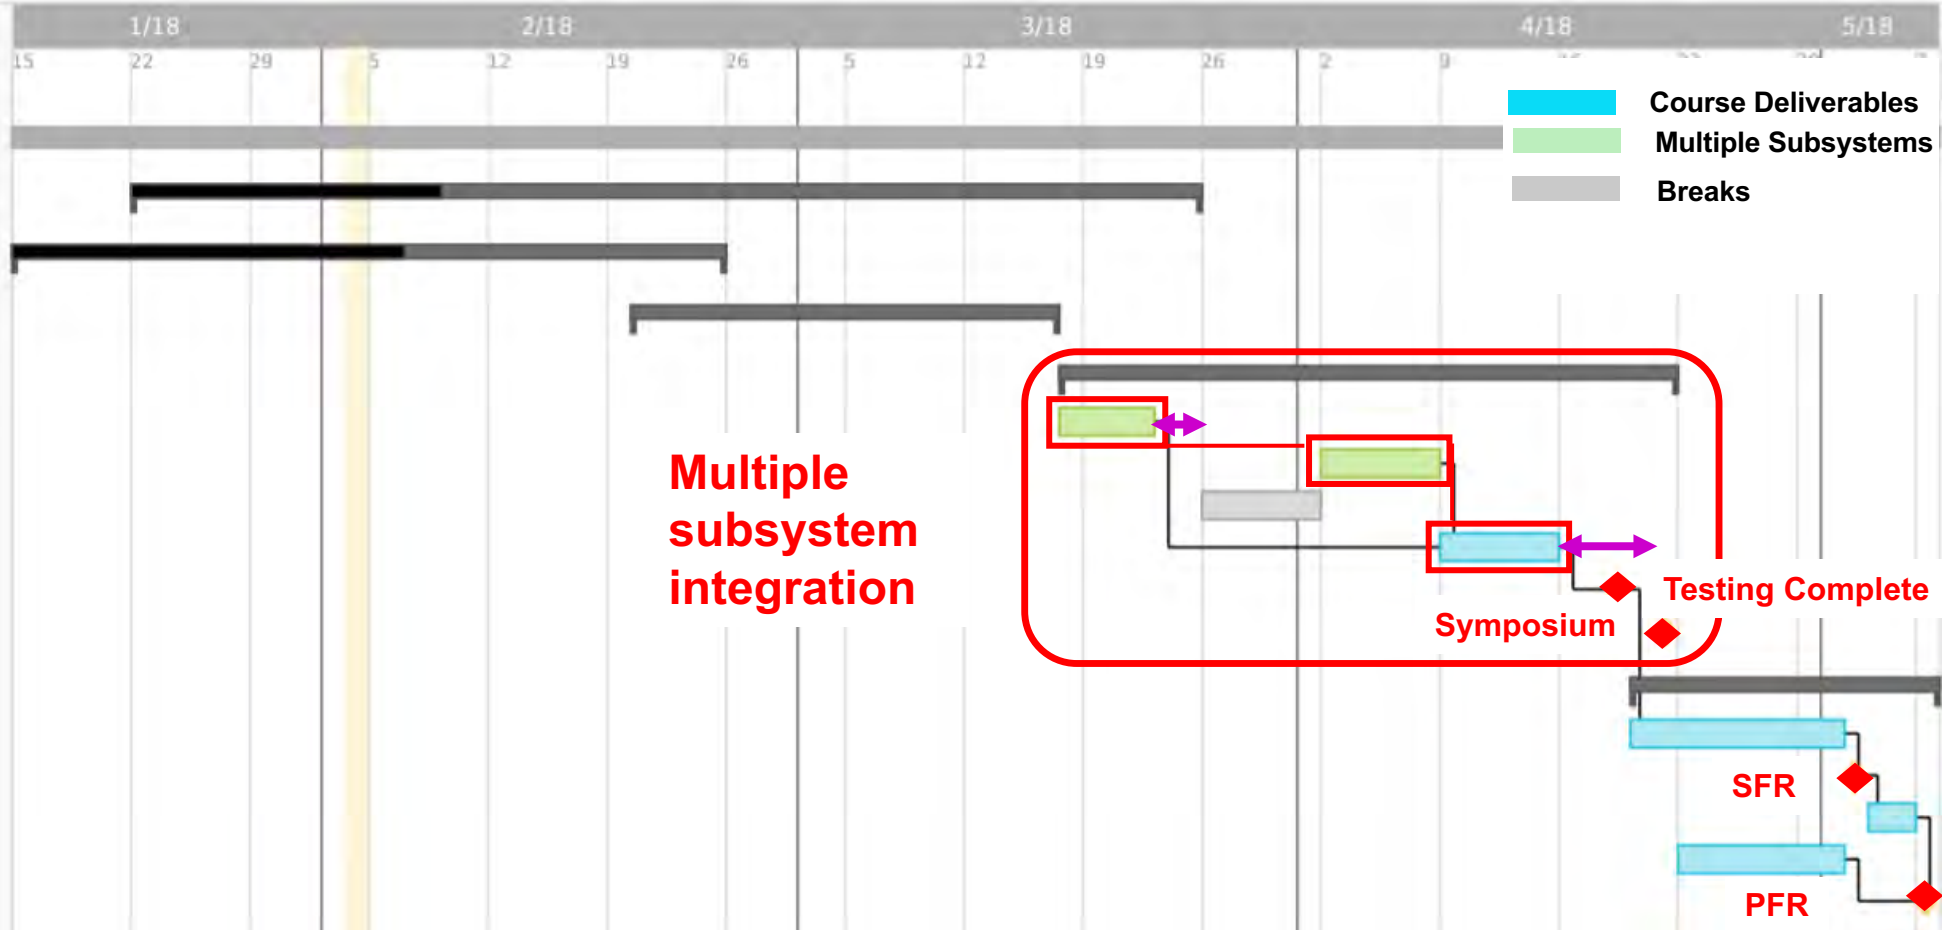 1/18 2/18 3/18 4/18 5/18
15 22 29 5 12 19 26 5 12 19 26 2 9
Course Deliverables
Multiple Subsystems
Breaks
Multiple
subsystem
integration
Testing Complete
Symposium
SFR
PFR